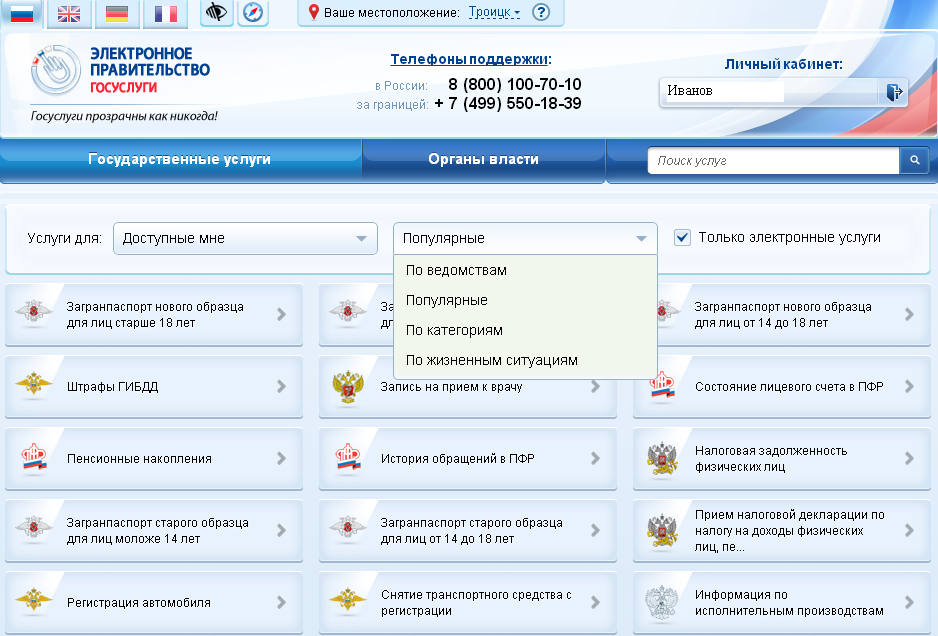 Ваше местоположение: Троицк
?
ЭЛЕКТРОННОЕ
ПРАВИТЕЛЬСТВО
ГОСУСЛУГИ
Госуслуги прозрачны как никогда!
Телефоны поддержки:
в России: 8 (800) 100-70-10
за границей: + 7 (499) 550-18-39
Личный кабинет:
Иванов
Государственные услуги
Органы власти
Поиск услуг
Услуги для:
Доступные мне
Популярные
Только электронные услуги
По ведомствам
Популярные
По категориям
По жизненным ситуациям
Загранпаспорт нового образца
для лиц старше 18 лет
Загранпаспорт нового образца
для лиц от 14 до 18 лет
Штрафы ГИБДД
Запись на прием к врачу
Состояние лицевого счета в ПФР
Пенсионные накопления
История обращений в ПФР
Налоговая задолженность
физических лиц
Загранпаспорт старого образца
для лиц моложе 14 лет
Загранпаспорт старого образца
для лиц от 14 до 18 лет
Прием налоговой декларации по
налогу на доходы физических
лиц, пе...
Регистрация автомобиля
Снятие транспортного средства с
регистрации
Информация по
исполнительным производствам